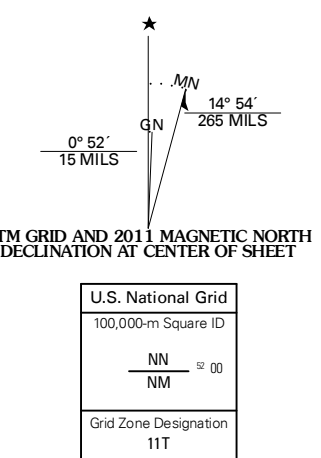 ★
MN
GN
14° 54´
265 MILS
0° 52´
15 MILS
TM GRID AND 2011 MAGNETIC NORTH
DECLINATION AT CENTER OF SHEET
U.S. National Grid
100,000-m Square ID
NN
52 00
NM
Grid Zone Designation
11T